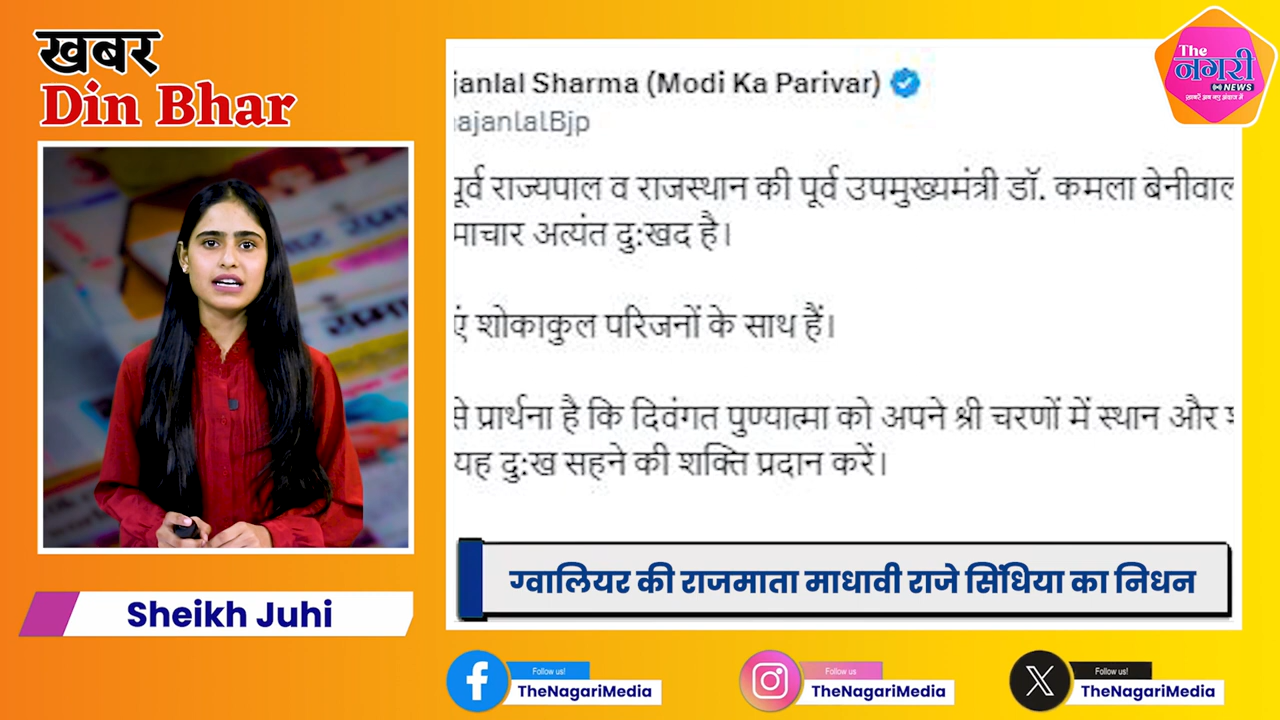 खबर
Din Bhar
The
नगरी
NEWS
janlal Sharma (Modi Ka Parivar)
ajanlalBjp
पूर्व राज्यपाल व राजस्थान की पूर्व उपमुख्यमंत्री डॉ. कमला बेनीवाल
माचार अत्यंत दु:खद है।
एं शोकाकुल परिजनों के साथ हैं।
से प्रार्थना है कि दिवंगत पुण्यात्मा को अपने श्री चरणों में स्थान और
यह दु:ख सहने की शक्ति प्रदान करें।
ग्वालियर की राजमाता माधावी राजे सिंधिया का निधन
Sheikh Juhi
Follow us!
TheNagariMedia
Follow us!
TheNagariMedia
Follow us!
TheNagariMedia